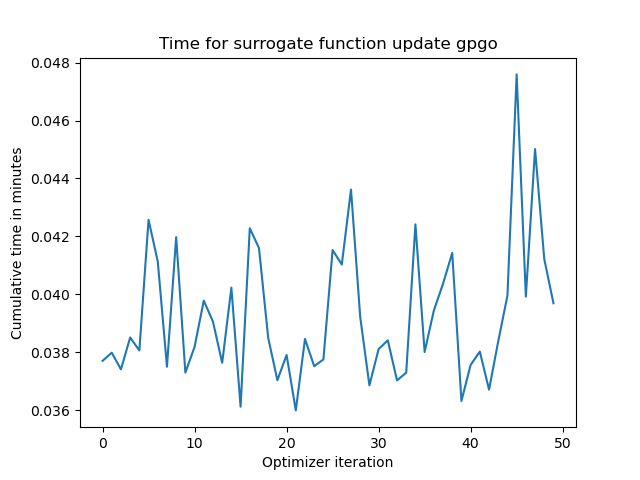 Time for surrogate function update gpgo
0.048
0.046
0.044
0.042
0.040
0.038
0.036
Cumulative time in minutes
0 10 20 30 40 50
Optimizer iteration